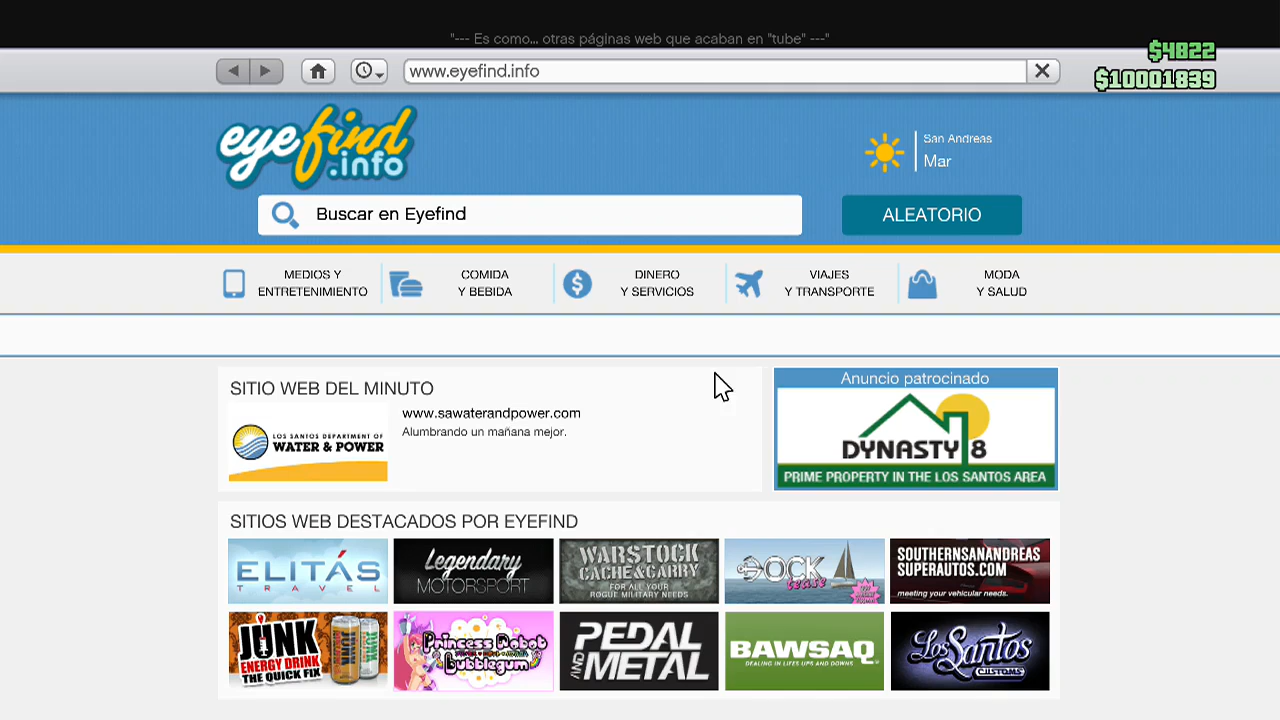 "--- Es como... otras páginas web que acaban en "tube" ---"
$4822
www.eyefind.info
$10001839
eyefind
.info
San Andreas
Mar
Buscar en Eyefind
ALEATORIO
MEDIOS Y
ENTRETENIMIENTO
COMIDA
Y BEBIDA
DINERO
Y SERVICIOS
VIAJES
Y TRANSPORTE
MODA
Y SALUD
SITIO WEB DEL MINUTO
LOS SANTOS DEPARTMENT OF
WATER & POWER
www.sawaterandpower.com
Alumbrando un mañana mejor.
Anuncio patrocinado
DYNASTY 8
PRIME PROPERTY IN THE LOS SANTOS AREA
SITIOS WEB DESTACADOS POR EYEFIND
ELITÁS
TRAVEL
Legendary
MOTORSPORT
WARSTOCK
CACHE & CARRY
FOR ALL YOUR
ROGUE MILITARY NEEDS
DOCK
tease
SOUTHERNSANANDREAS
SUPERAUTOS.COM
meeting your vehicular needs.
JUNK
ENERGY DRINK
THE QUICK FIX
Princess Robot
Bubblegum
PEDAL
AND METAL
BAWSAQ
DEALING IN LIFE'S UPS AND DOWNS
Los Santos
CUSTOMS